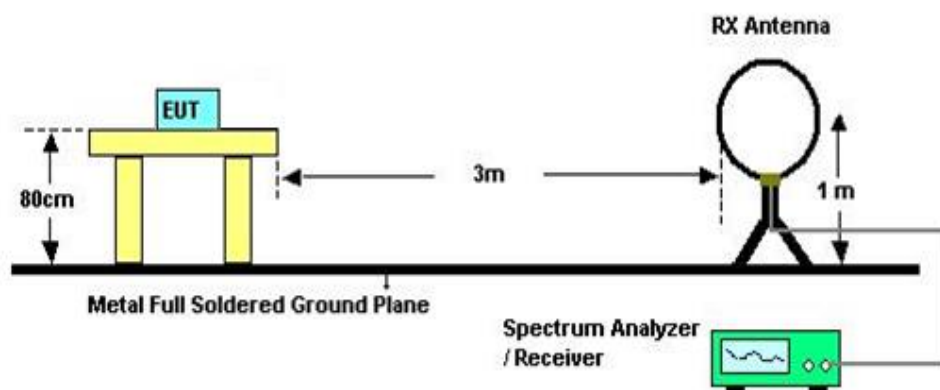 RX Antenna
EUT
80cm
3m
1 m
Metal Full Soldered Ground Plane
Spectrum Analyzer
/ Receiver